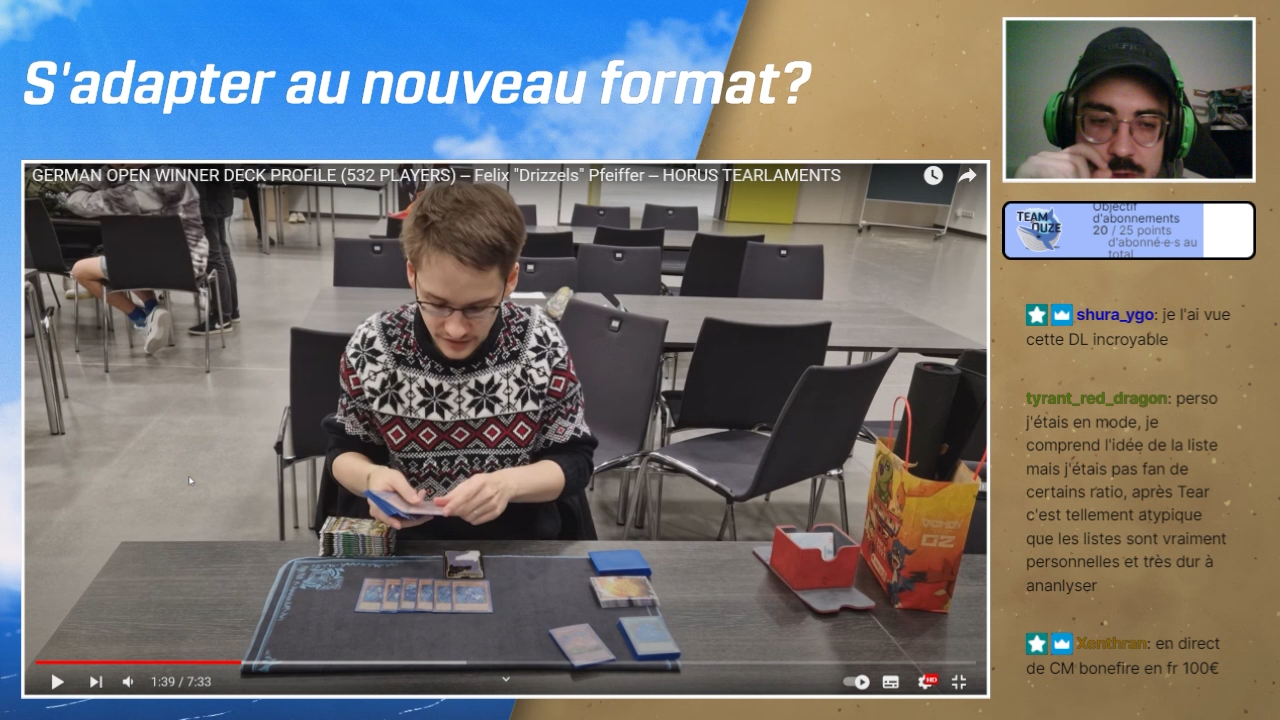 S'adapter au nouveau format?
GERMAN OPEN WINNER DECK PROFILE (532 PLAYERS) – Felix "Drizzels" Pfeiffer – HORUS TEARLAMENTS
1:39 / 7:33
HD
TEAM
OUZE
Objectif
d'abonnements
20 / 25 points
d'abonné·e·s au
total
shura_ygo: je l'ai vue
cette DL incroyable
tyrant_red_dragon: perso
j'étais en mode, je
comprend l'idée de la liste
mais j'étais pas fan de
certains ratio, après Tear
c'est tellement atypique
que les listes sont vraiment
personnelles et très dur à
ananlyser
Xenthran: en direct
de CM bonefire en fr 100€